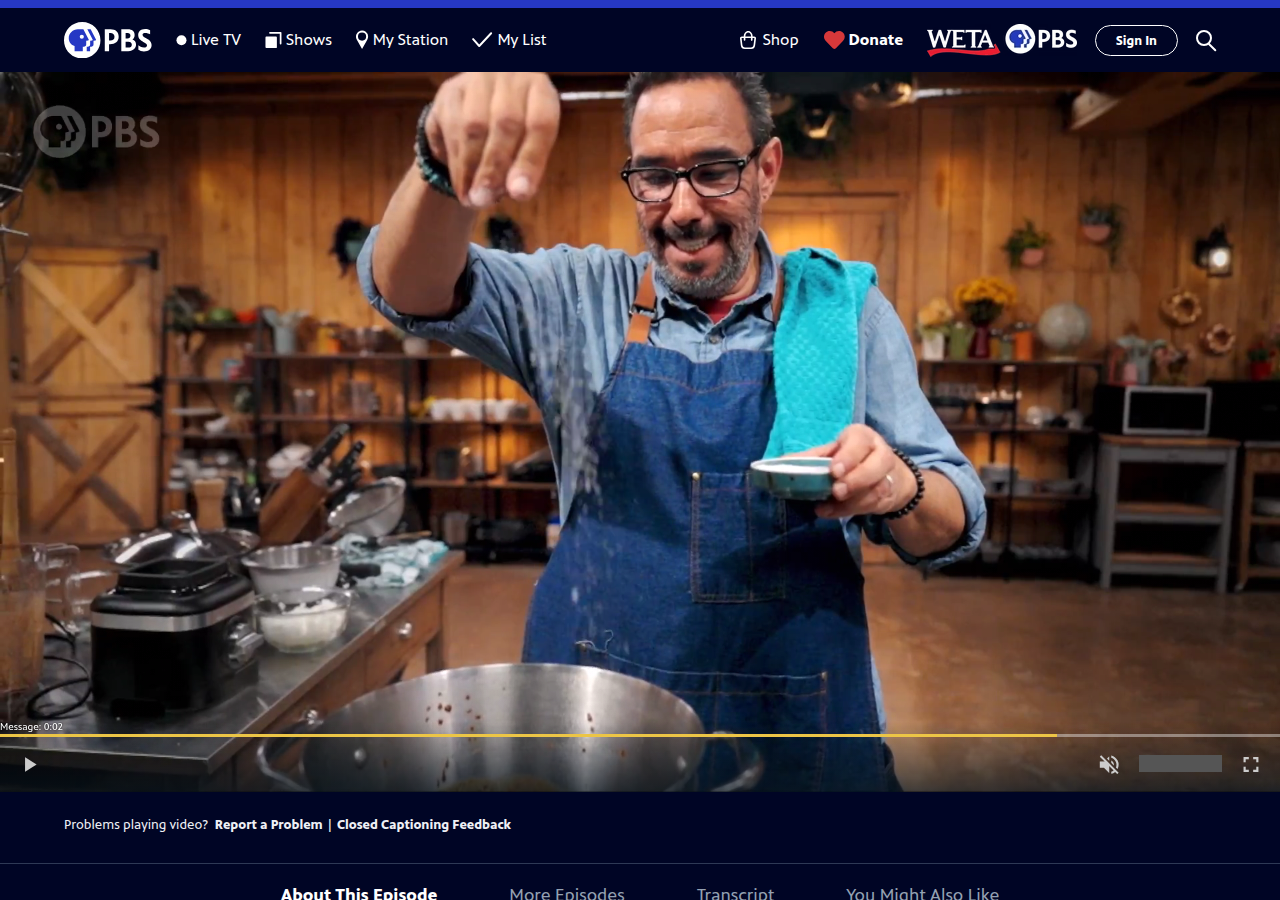 PBS
Live TV
Shows
My Station
My List
Shop
Donate
WETA
PBS
Sign In
PBS
Message: 0:02
Problems playing video? Report a Problem | Closed Captioning Feedback
About This Episode
More Episodes
Transcript
You Might Also Like